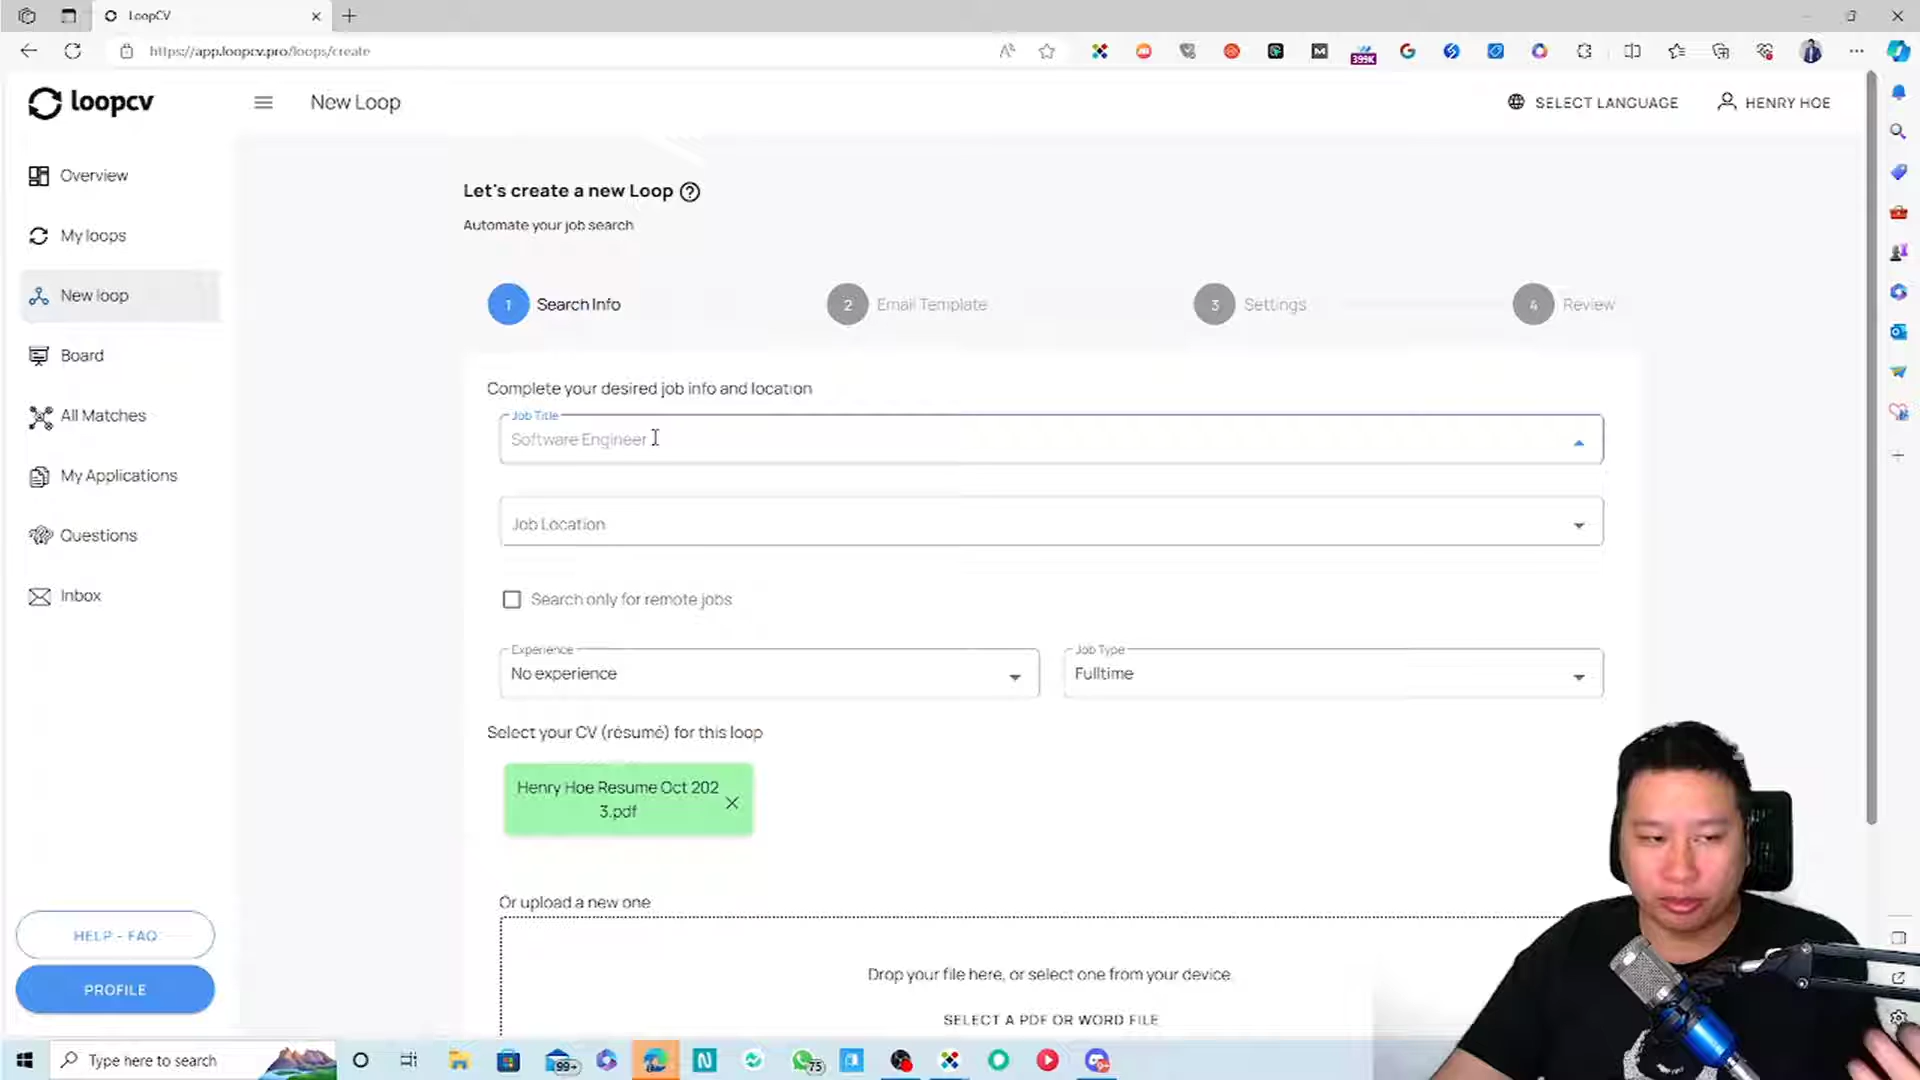 LoopCV
https://app.loopcv.pro/loops/create
399K
loopcv
New Loop
SELECT LANGUAGE
HENRY HOE
Overview
My loops
New loop
Board
All Matches
My Applications
Questions
Inbox
HELP - FAQ
PROFILE
Let's create a new Loop
Automate your job search
1 Search Info
2 Email Template
3 Settings
4 Review
Complete your desired job info and location
Job Title
Software Engineer
Job Location
Search only for remote jobs
Experience
No experience
Job Type
Fulltime
Select your CV (résumé) for this loop
Henry Hoe Resume Oct 202
3.pdf
Or upload a new one
Drop your file here, or select one from your device.
SELECT A PDF OR WORD FILE
Type here to search
99+
75